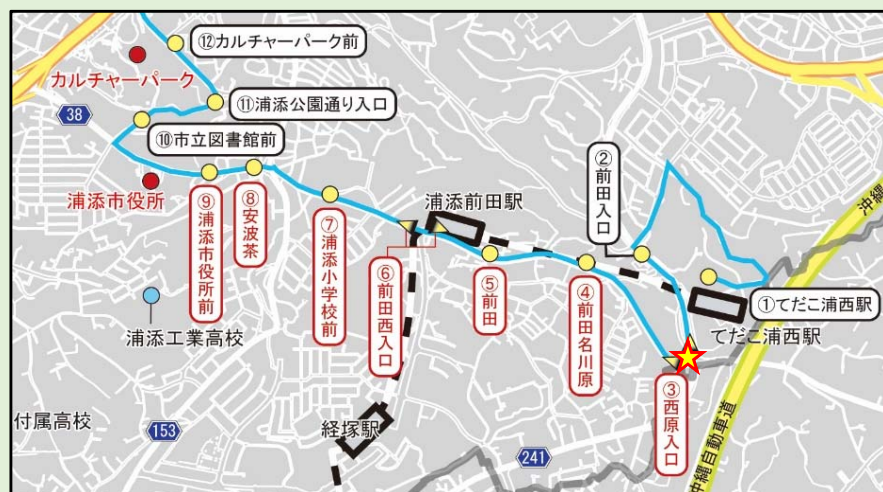 ⑫カルチャーパーク前
カルチャーパーク
⑪浦添公園通り入口
38
⑩市立図書館前
②前田入口
浦添前田駅
浦添市役所
⑨浦添市役所前
⑧安波茶
⑦浦添小学校前
⑥前田西入口
⑤前田
④前田名川原
①てだこ浦西駅
てだこ浦西駅
③西原入口
浦添工業高校
付属高校
153
経塚駅
241
沖縄自動車道
沖縄